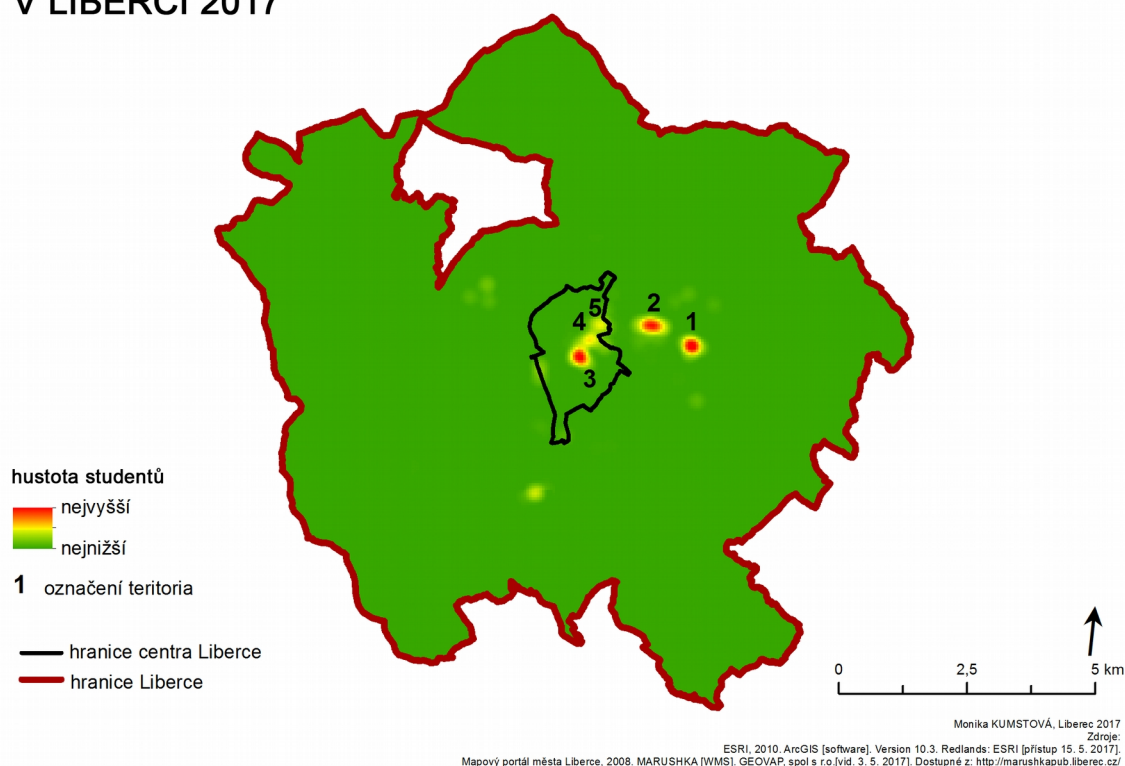 V LIBERCI 2017
5
2
4
1
3
hustota studentů
nejvyšší
nejnižší
1 označení teritoria
hranice centra Liberce
hranice Liberce
0 2,5 5 km
Monika KUMSTOVÁ, Liberec 2017
Zdroje:
ESRI, 2010. ArcGIS [software]. Version 10.3. Redlands: ESRI [přístup 15. 5. 2017].
Mapový portál města Liberce, 2008. MARUSHKA [WMS]. GEOVAP, spol s r.o.[vid. 3. 5. 2017]. Dostupné z: http://marushkapub.liberec.cz/